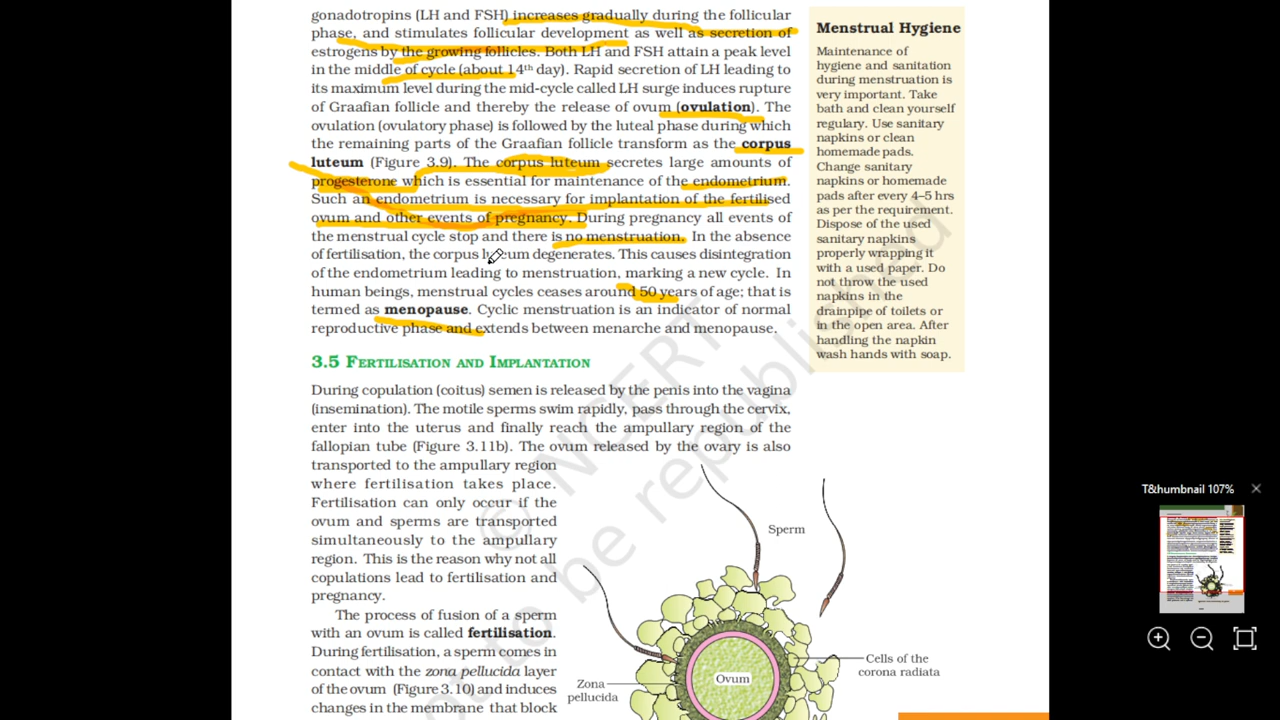 gonadotropins (LH and FSH) increases gradually during the follicular
phase, and stimulates follicular development as well as secretion of
estrogens by the growing follicles. Both LH and FSH attain a peak level
in the middle of cycle (about 14th day). Rapid secretion of LH leading to
its maximum level during the mid-cycle called LH surge induces rupture
of Graafian follicle and thereby the release of ovum (ovulation). The
ovulation (ovulatory phase) is followed by the luteal phase during which
the remaining parts of the Graafian follicle transform as the corpus
luteum (Figure 3.9). The corpus luteum secretes large amounts of
progesterone which is essential for maintenance of the endometrium.
Such an endometrium is necessary for implantation of the fertilised
ovum and other events of pregnancy. During pregnancy all events of
the menstrual cycle stop and there is no menstruation. In the absence
of fertilisation, the corpus luteum degenerates. This causes disintegration
of the endometrium leading to menstruation, marking a new cycle. In
human beings, menstrual cycles ceases around 50 years of age; that is
termed as menopause. Cyclic menstruation is an indicator of normal
reproductive phase and extends between menarche and menopause.
3.5 FERTILISATION AND IMPLANTATION
During copulation (coitus) semen is released by the penis into the vagina
(insemination). The motile sperms swim rapidly, pass through the cervix,
enter into the uterus and finally reach the ampullary region of the
fallopian tube (Figure 3.11b). The ovum released by the ovary is also
transported to the ampullary region
where fertilisation takes place.
Fertilisation can only occur if the
ovum and sperms are transported
simultaneously to the ampullary
region. This is the reason why not all
copulations lead to fertilisation and
pregnancy.
The process of fusion of a sperm
with an ovum is called fertilisation.
During fertilisation, a sperm comes in
contact with the zona pellucida layer
of the ovum (Figure 3.10) and induces
changes in the membrane that block
Menstrual Hygiene
Maintenance of
hygiene and sanitation
during menstruation is
very important. Take
bath and clean yourself
regulary. Use sanitary
napkins or clean
homemade pads.
Change sanitary
napkins or homemade
pads after every 4–5 hrs
as per the requirement.
Dispose of the used
sanitary napkins
properly wrapping it
with a used paper. Do
not throw the used
napkins in the
drainpipe of toilets or
in the open area. After
handling the napkin
wash hands with soap.
Sperm
Cells of the
corona radiata
Ovum
Zona
pellucida
© NCERT
to be republished
T&humbnail 107%